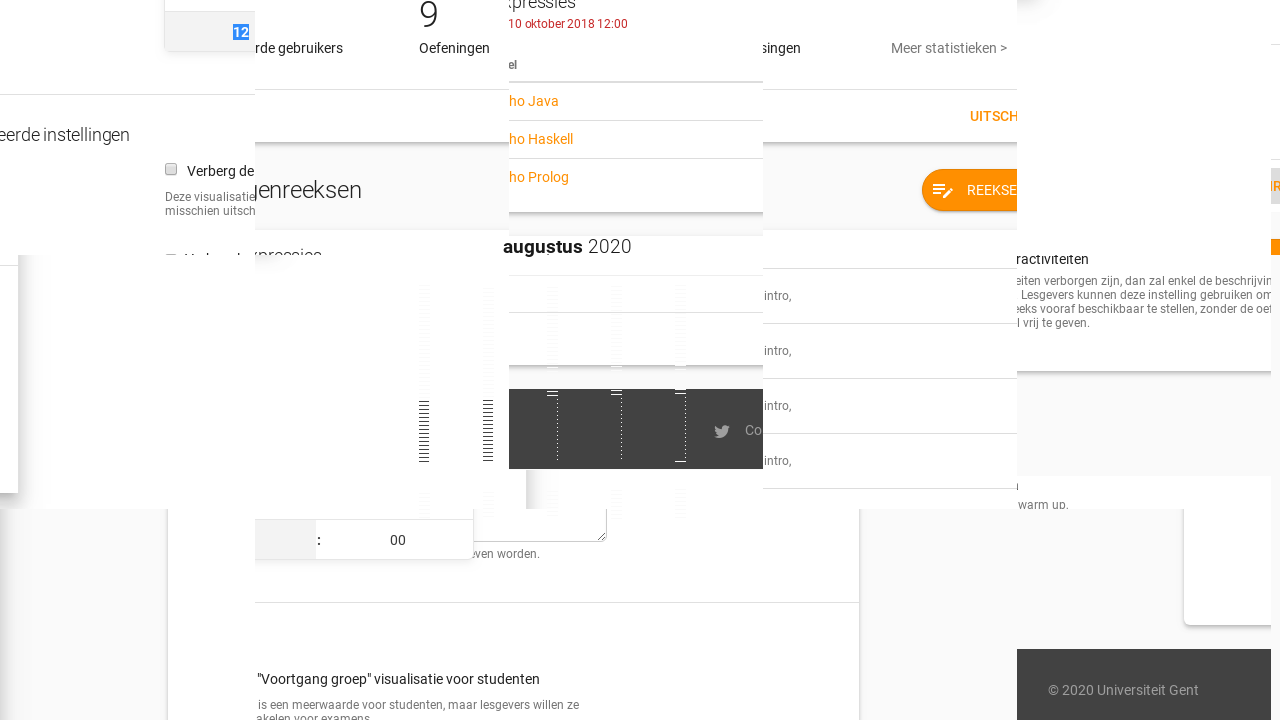 9
xpressies
10 oktober 2018 12:00
12
rde gebruikers
Oefeningen
singen
Meer statistieken >
el
ho Java
UITSCH
eerde instellingen
ho Haskell
Verberg de
ho Prolog
Deze visualisatie
misschien uitsch
genreeksen
REEKSE
augustus 2020
ractiviteiten
eiten verborgen zijn, dan zal enkel de beschrijvin
Lesgevers kunnen deze instelling gebruiken om
eeks vooraf beschikbaar te stellen, zonder de oef
l vrij te geven.
intro,
intro,
intro,
intro,
Co
warm up.
: 00
even worden.
"Voortgang groep" visualisatie voor studenten
is een meerwaarde voor studenten, maar lesgevers willen ze
akelen voor examens.
© 2020 Universiteit Gent